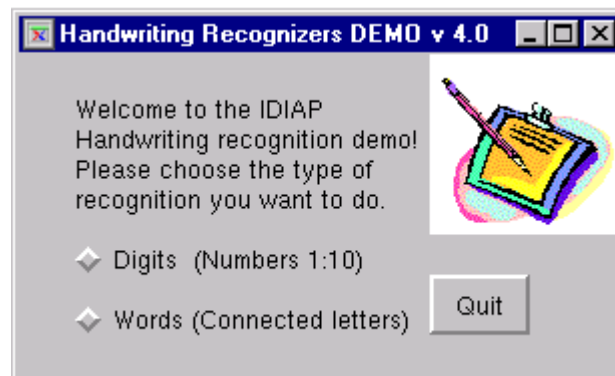 Handwriting Recognizers DEMO v 4.0
Welcome to the IDIAP
Handwriting recognition demo!
Please choose the type of
recognition you want to do.
Digits (Numbers 1:10)
Words (Connected letters)
Quit